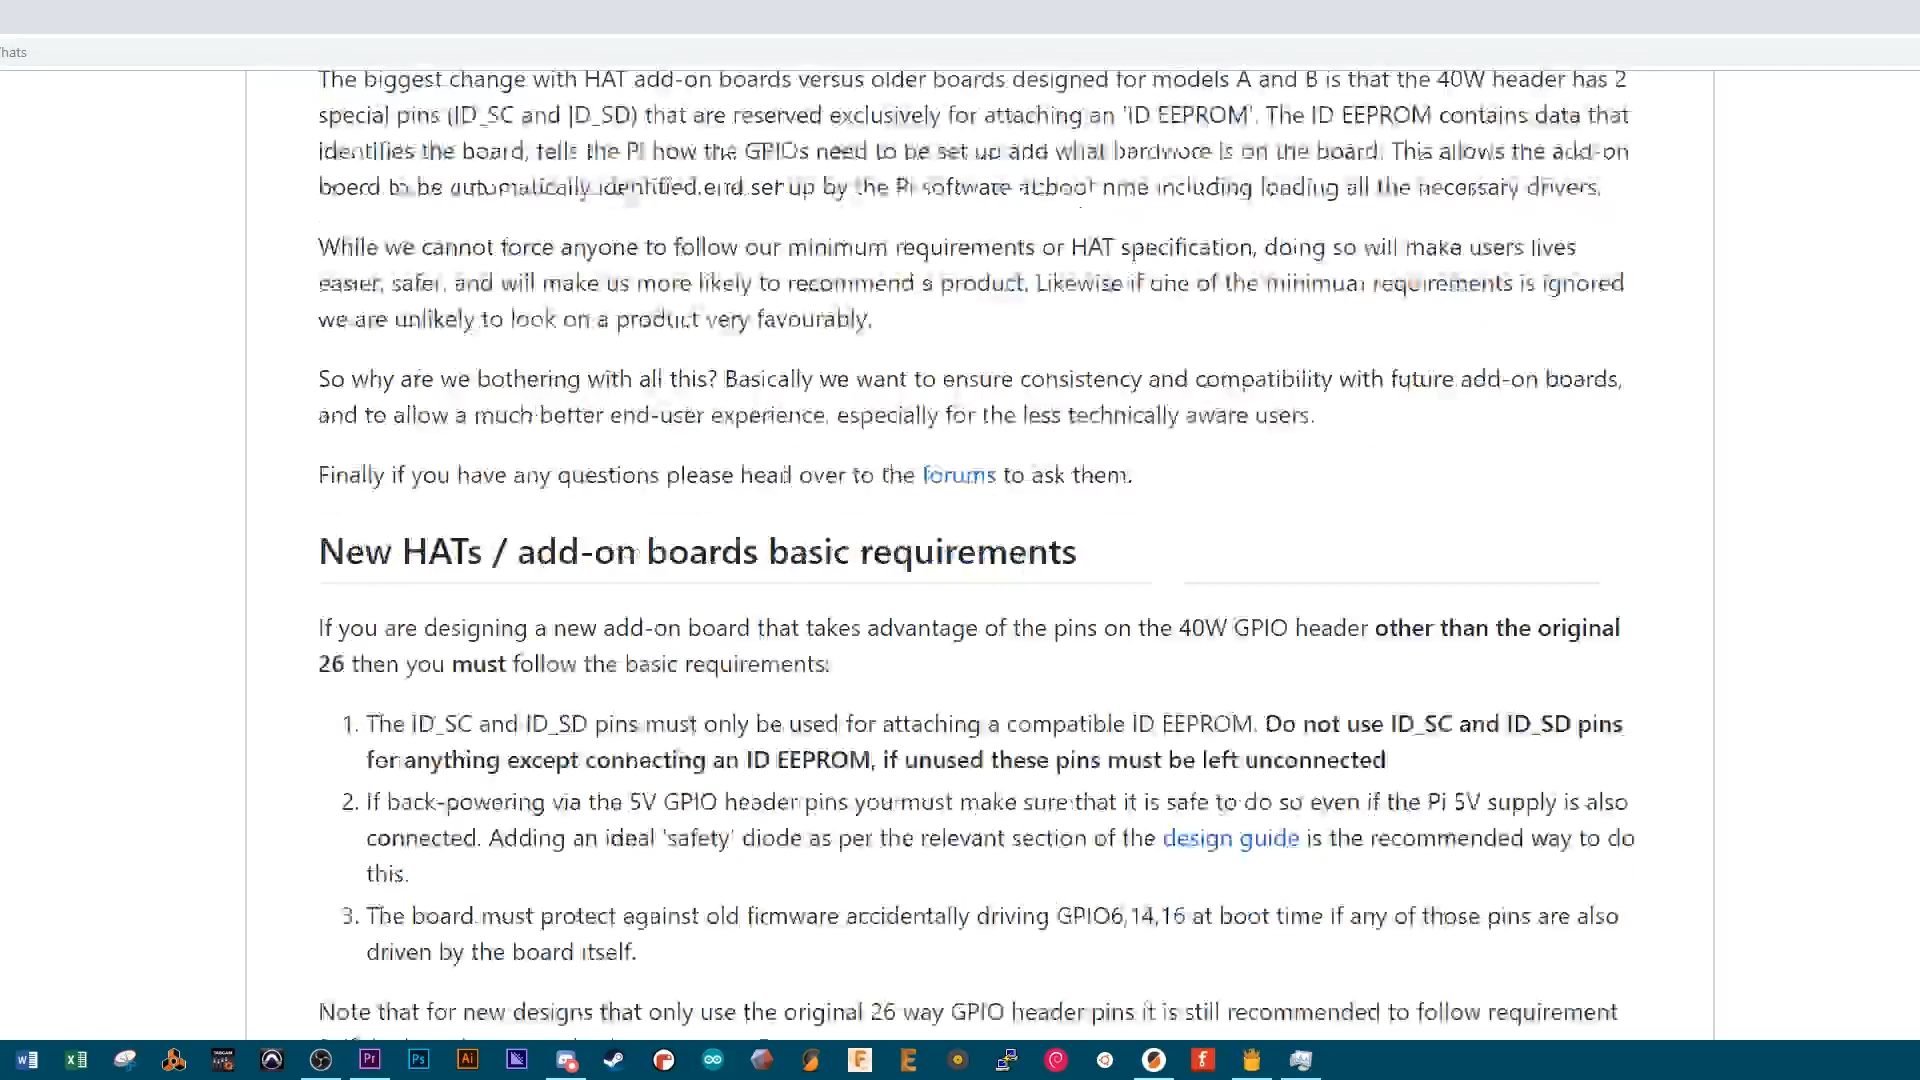 hats
The biggest change with HAT add-on boards versus older boards designed for models A and B is that the 40W header has 2
special pins (ID_SC and ID_SD) that are reserved exclusively for attaching an 'ID EEPROM'. The ID EEPROM contains data that
identifies the board, tells the Pi how the GPIOs need to be set up and what hardware is on the board. This allows the add-on
board to be automatically identified and set up by the Pi software at boot time including loading all the necessary drivers.
While we cannot force anyone to follow our minimum requirements or HAT specification, doing so will make users lives
easier, safer, and will make us more likely to recommend a product. Likewise if one of the minimum requirements is ignored
we are unlikely to look on a product very favourably.
So why are we bothering with all this? Basically we want to ensure consistency and compatibility with future add-on boards,
and to allow a much better end-user experience, especially for the less technically aware users.
Finally if you have any questions please head over to the forums to ask them.
New HATs / add-on boards basic requirements
If you are designing a new add-on board that takes advantage of the pins on the 40W GPIO header other than the original
26 then you must follow the basic requirements:
1. The ID_SC and ID_SD pins must only be used for attaching a compatible ID EEPROM. Do not use ID_SC and ID_SD pins
for anything except connecting an ID EEPROM, if unused these pins must be left unconnected
2. If back-powering via the 5V GPIO header pins you must make sure that it is safe to do so even if the Pi 5V supply is also
connected. Adding an ideal 'safety' diode as per the relevant section of the design guide is the recommended way to do
this.
3. The board must protect against old firmware accidentally driving GPIO6,14,16 at boot time if any of those pins are also
driven by the board itself.
Note that for new designs that only use the original 26 way GPIO header pins it is still recommended to follow requirement
Pr Ps Ai